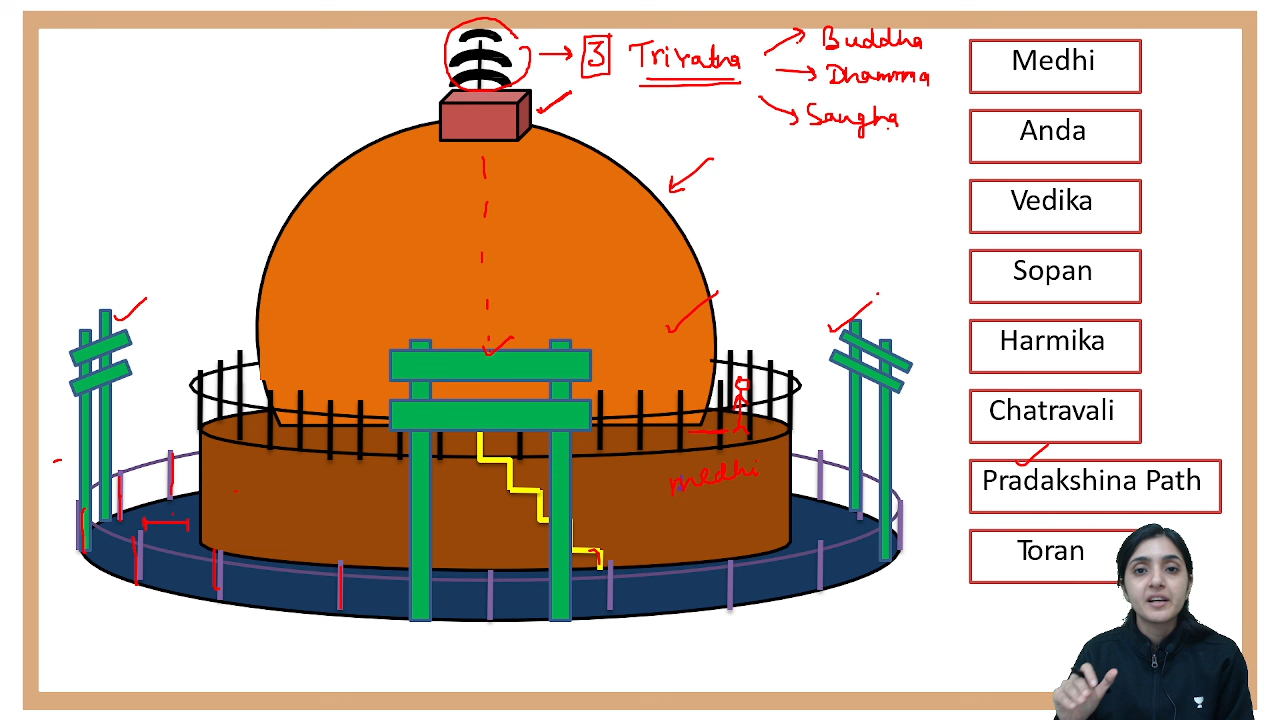 3 Triratna
Buddha
Dhamma
Sangha
Medhi
Anda
Vedika
Sopan
Harmika
Chatravali
medhi
Pradakshina Path
Toran